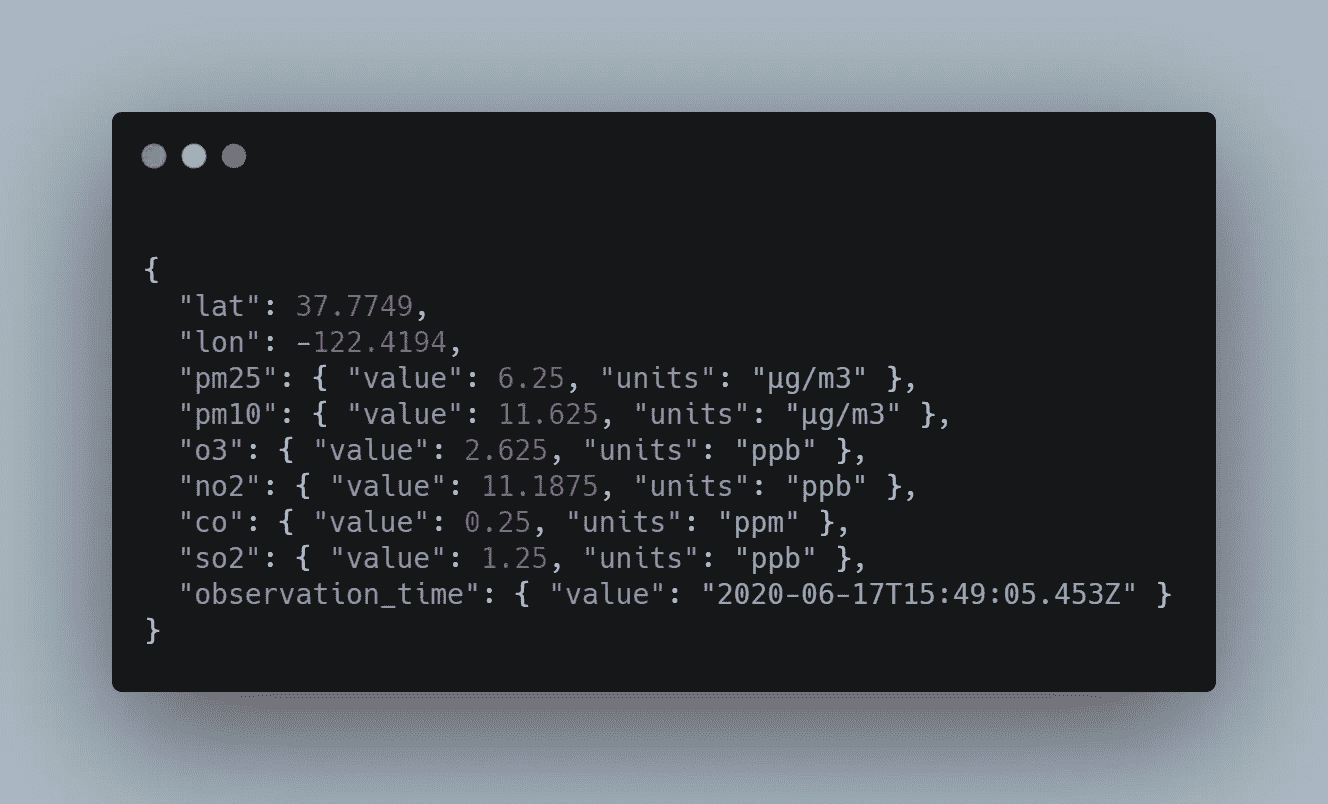 {
  "lat": 37.7749,
  "lon": -122.4194,
  "pm25": { "value": 6.25, "units": "µg/m3" },
  "pm10": { "value": 11.625, "units": "µg/m3" },
  "o3": { "value": 2.625, "units": "ppb" },
  "no2": { "value": 11.1875, "units": "ppb" },
  "co": { "value": 0.25, "units": "ppm" },
  "so2": { "value": 1.25, "units": "ppb" },
  "observation_time": { "value": "2020-06-17T15:49:05.453Z" }
}